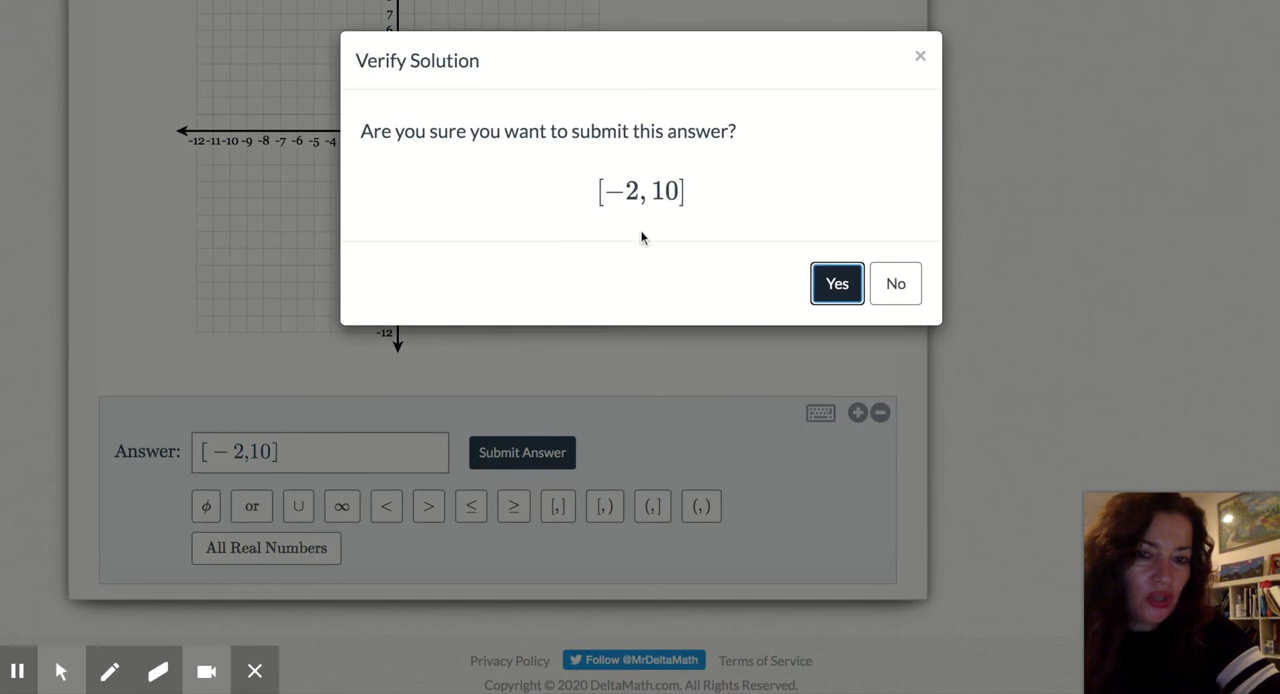 7
6
Verify Solution ×
Are you sure you want to submit this answer?
[−2, 10]
Yes No
-12-11-10 -9 -8 -7 -6 -5 -4
-12
Answer: [ − 2,10] Submit Answer
ϕ or ∪ ∞ < > ≤ ≥ [,] [,) (,] (,)
All Real Numbers
Privacy Policy Follow @MrDeltaMath Terms of Service
Copyright © 2020 DeltaMath.com. All Rights Reserved.